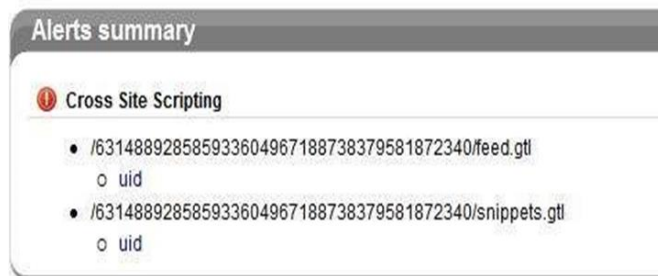 Alerts summary
Cross Site Scripting
/631488928585933604967188738379581872340/feed.gtl
uid
/631488928585933604967188738379581872340/snippets.gtl
uid